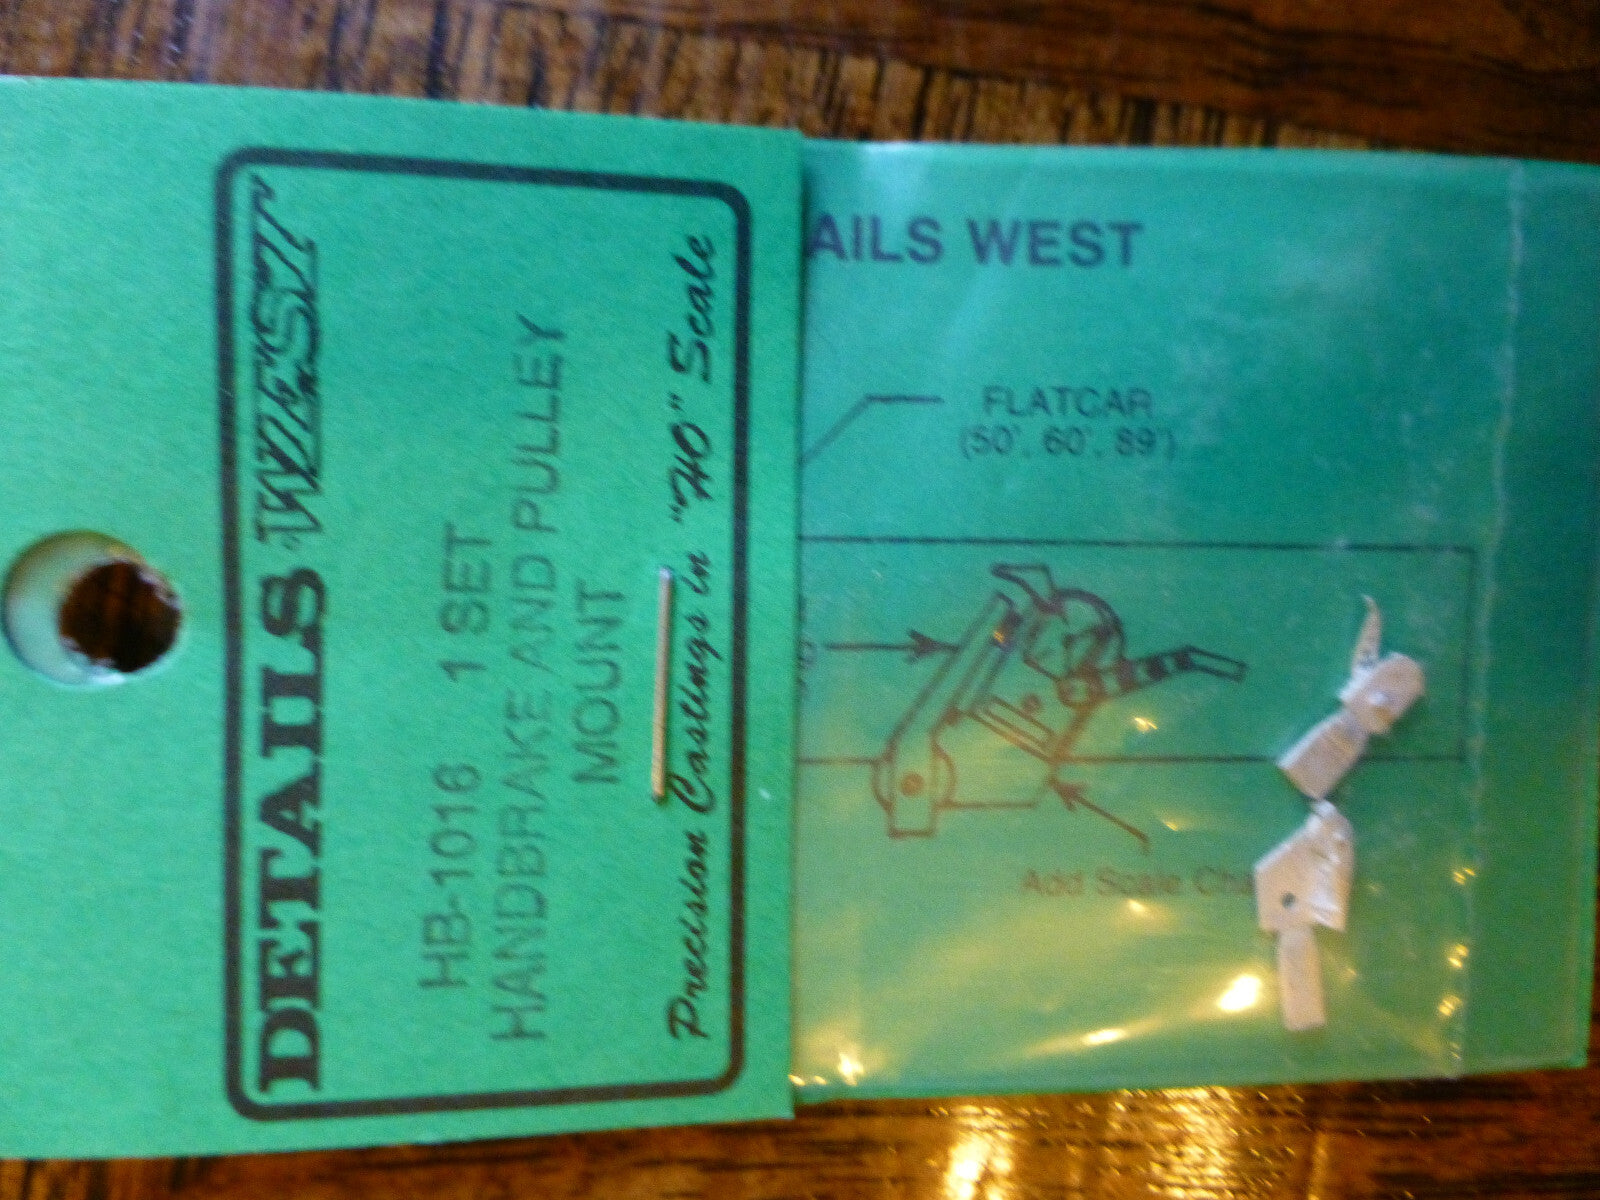 DETAILS WEST
HB-1016 1 SET
HANDBRAKE AND PULLEY
MOUNT
Precision Castings in "HO" Scale
AILS WEST
FLATCAR
(50', 60', 89')
Add Scale Cha